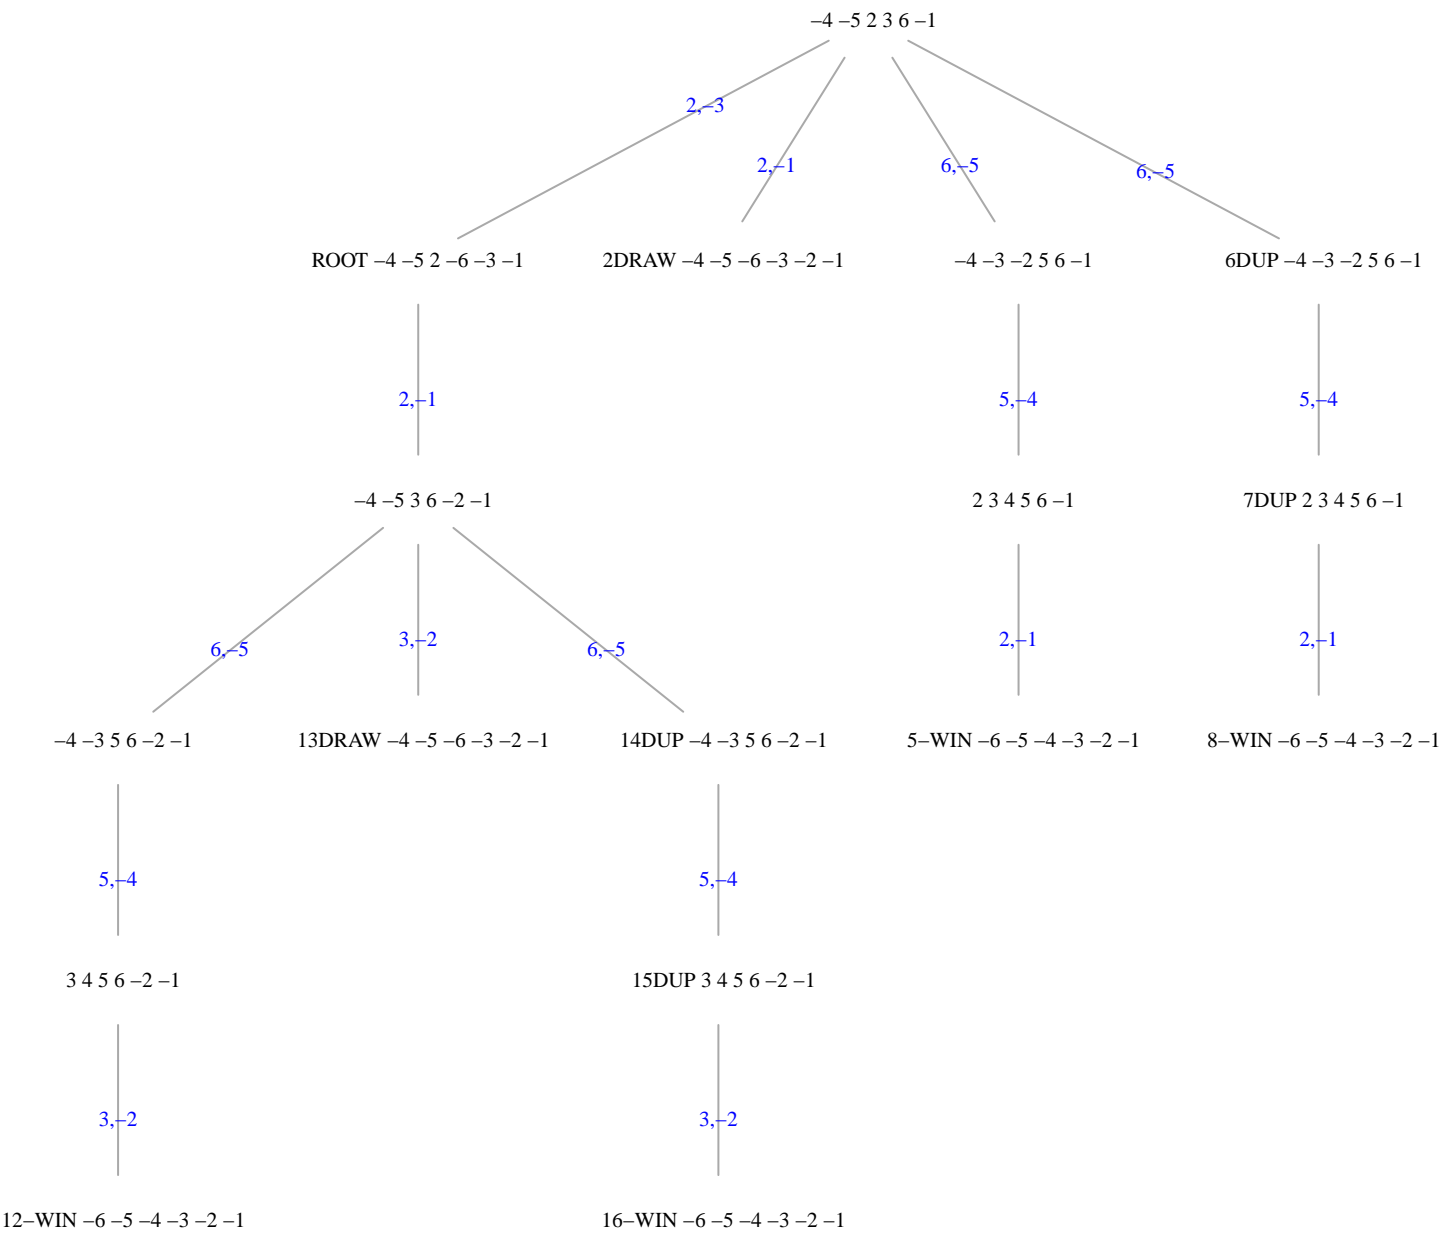 –4 –5 2 3 6 –1
2,–3
2,–1
6,–5
6,–5
ROOT –4 –5 2 –6 –3 –1
2DRAW –4 –5 –6 –3 –2 –1
–4 –3 –2 5 6 –1
6DUP –4 –3 –2 5 6 –1
2,–1
5,–4
5,–4
–4 –5 3 6 –2 –1
2 3 4 5 6 –1
7DUP 2 3 4 5 6 –1
6,–5
3,–2
6,–5
2,–1
2,–1
–4 –3 5 6 –2 –1
13DRAW –4 –5 –6 –3 –2 –1
14DUP –4 –3 5 6 –2 –1
5–WIN –6 –5 –4 –3 –2 –1
8–WIN –6 –5 –4 –3 –2 –1
5,–4
5,–4
3 4 5 6 –2 –1
15DUP 3 4 5 6 –2 –1
3,–2
3,–2
12–WIN –6 –5 –4 –3 –2 –1
16–WIN –6 –5 –4 –3 –2 –1